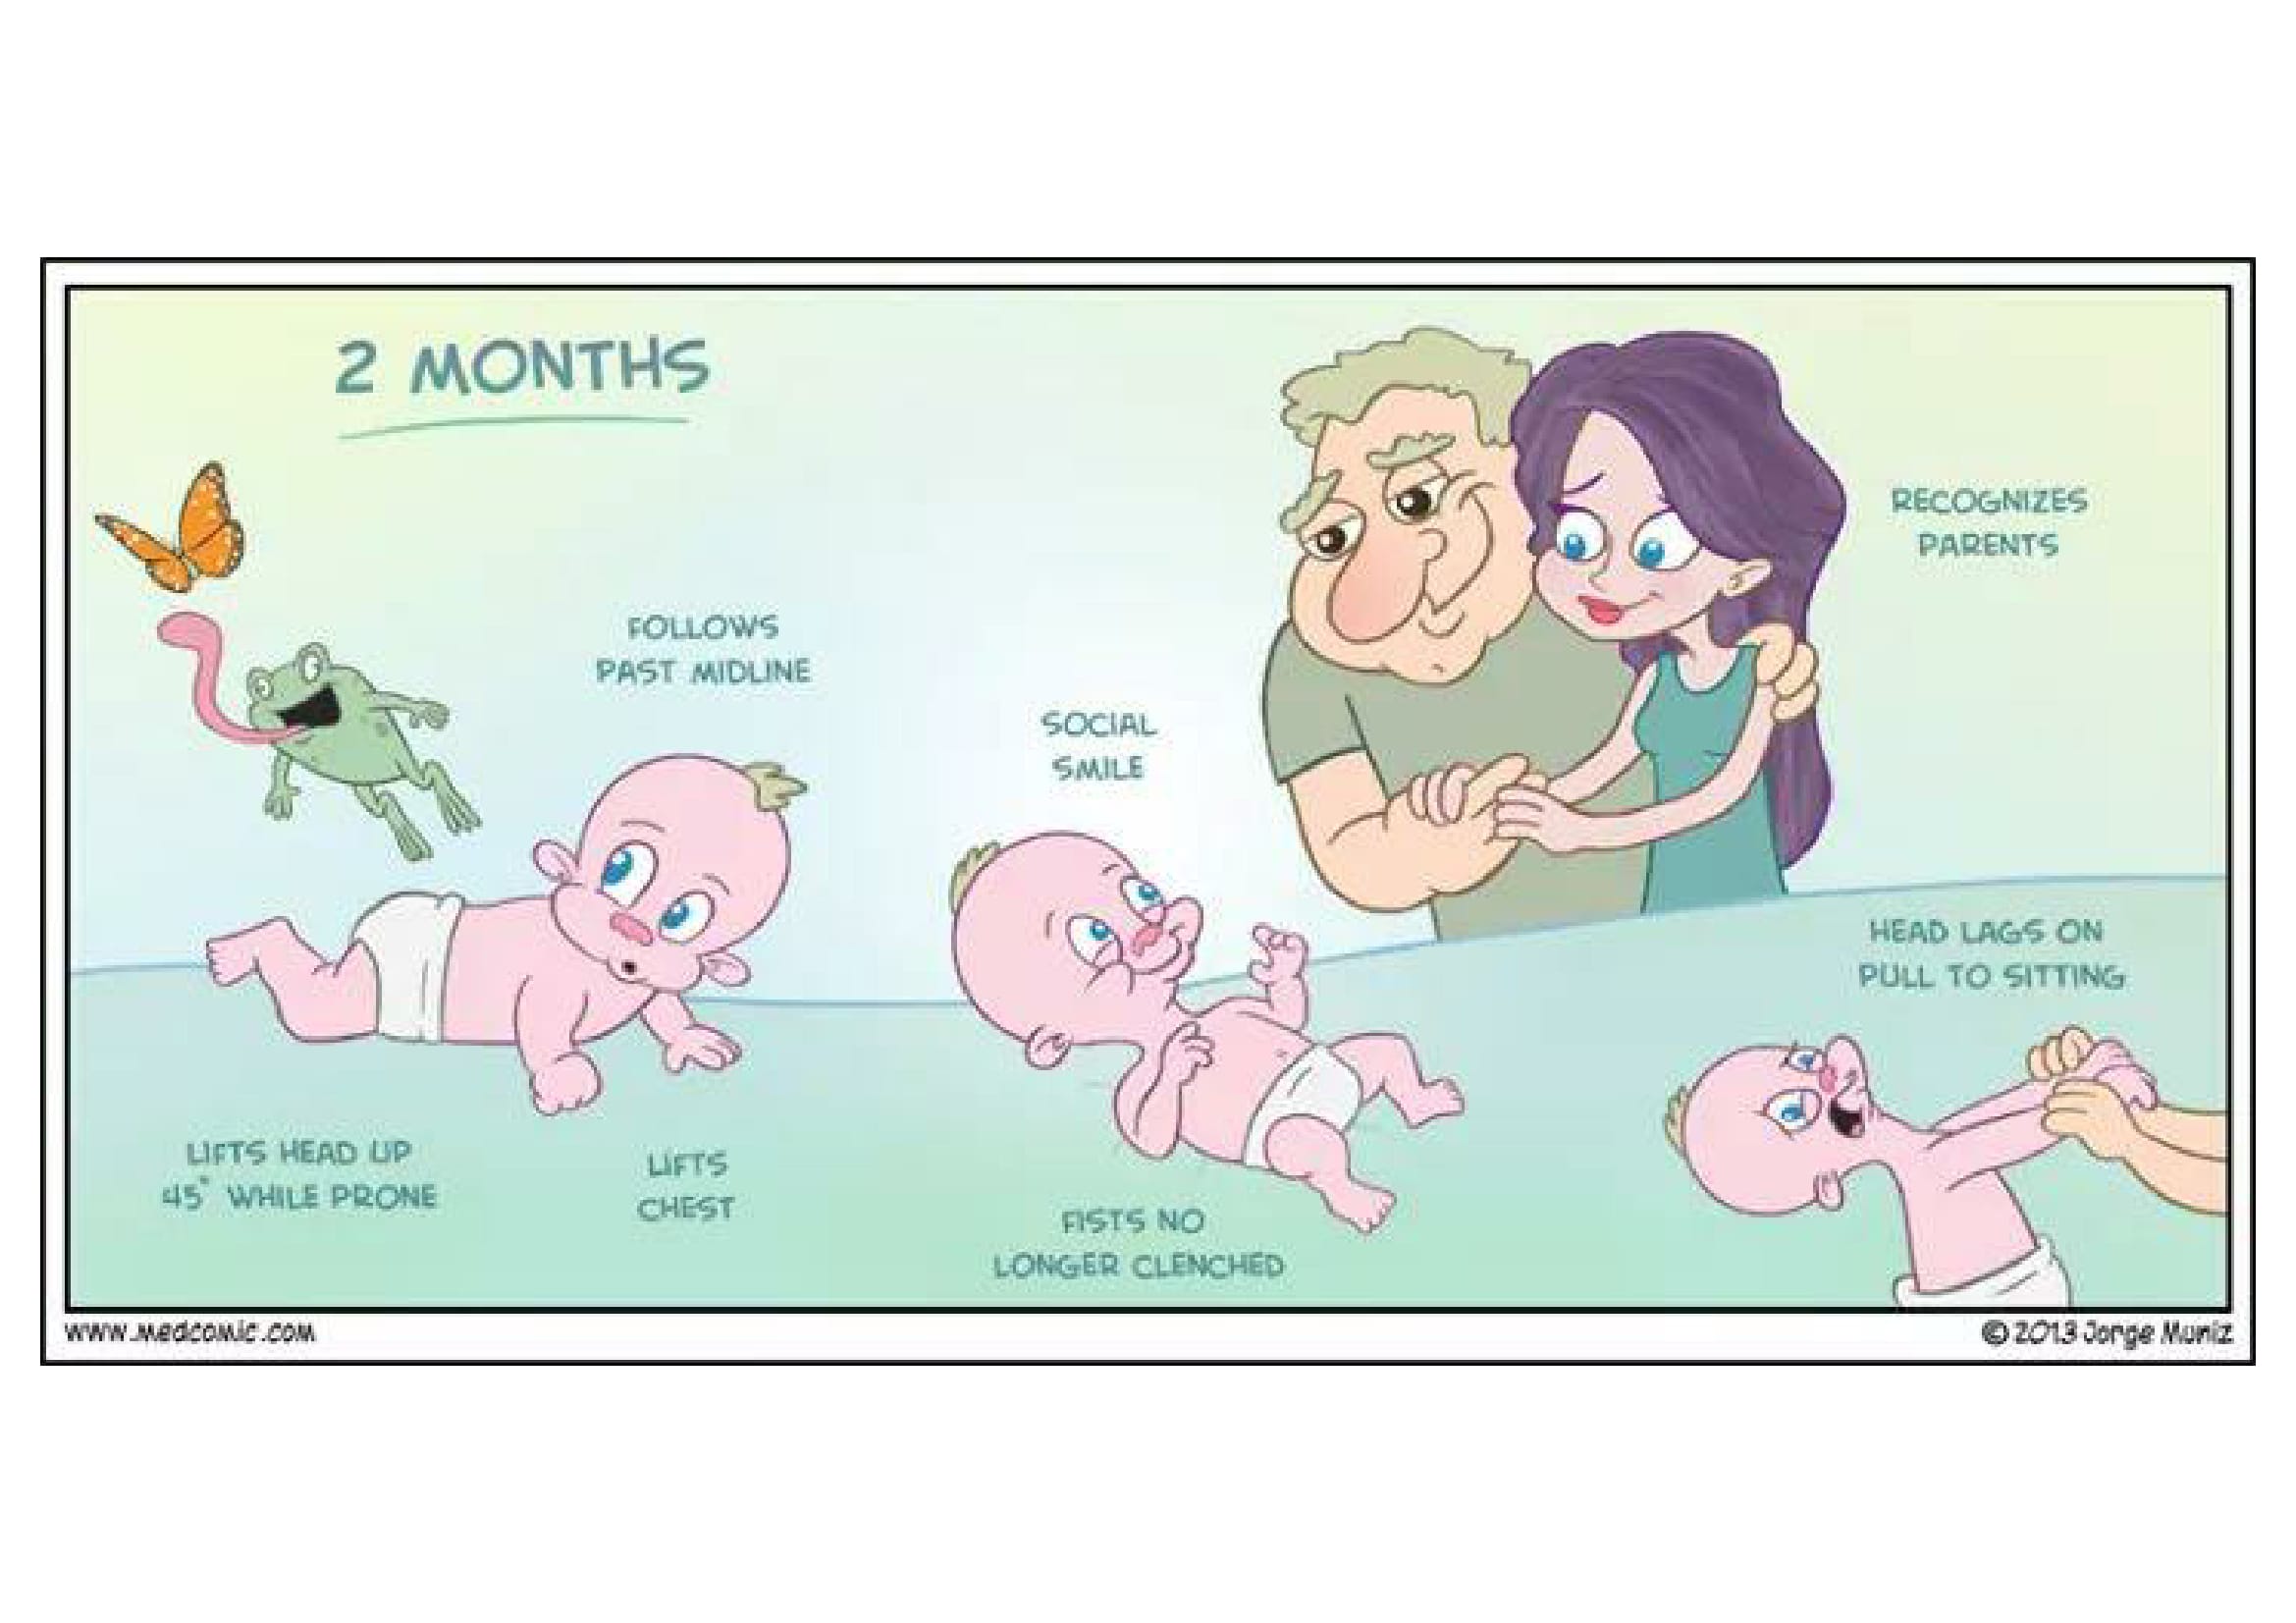 2 MONTHS
RECOGNIZES
PARENTS
FOLLOWS
PAST MIDLINE
SOCIAL
SMILE
HEAD LAGS ON
PULL TO SITTING
LIFTS HEAD UP
45° WHILE PRONE
LIFTS
CHEST
FISTS NO
LONGER CLENCHED
www.medcomic.com
© 2013 Jorge Muniz